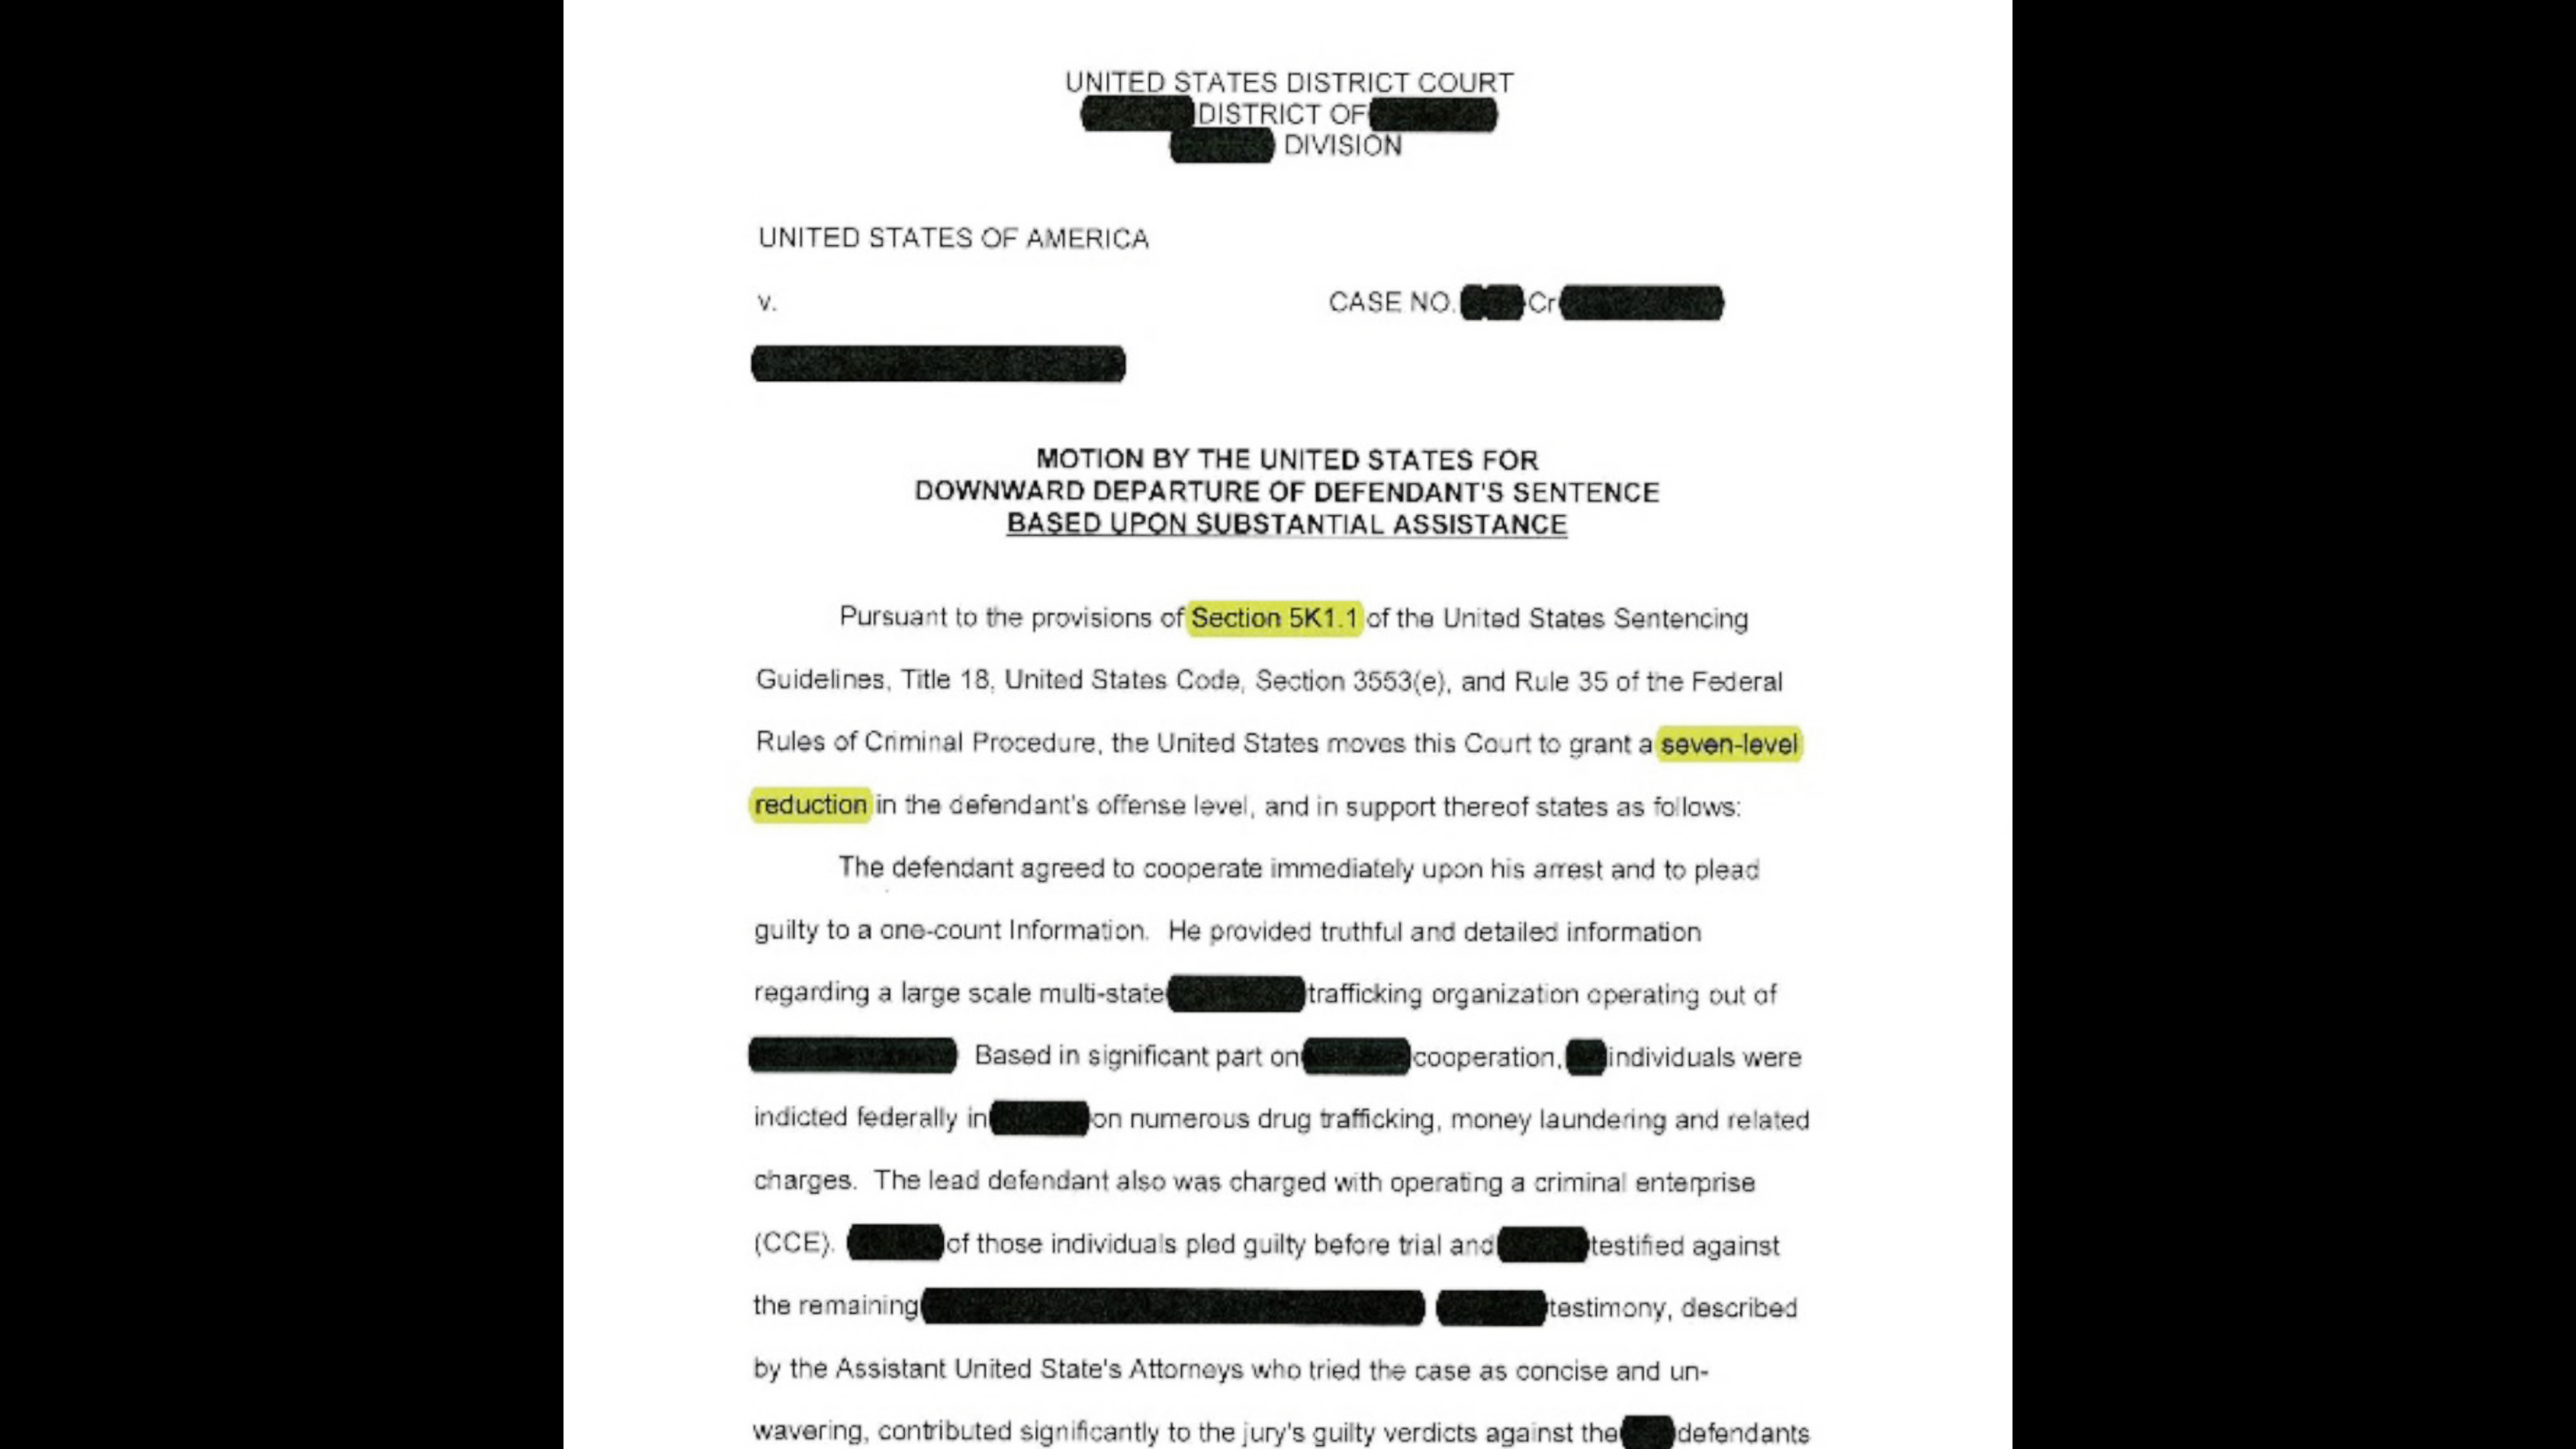 UNITED STATES DISTRICT COURT
DISTRICT OF
DIVISION
UNITED STATES OF AMERICA
v.
CASE NO. Cr
MOTION BY THE UNITED STATES FOR
DOWNWARD DEPARTURE OF DEFENDANT'S SENTENCE
BASED UPON SUBSTANTIAL ASSISTANCE
Pursuant to the provisions of Section 5K1.1 of the United States Sentencing
Guidelines, Title 18, United States Code, Section 3553(e), and Rule 35 of the Federal
Rules of Criminal Procedure, the United States moves this Court to grant a seven-level
reduction in the defendant's offense level, and in support thereof states as follows:
The defendant agreed to cooperate immediately upon his arrest and to plead
guilty to a one-count Information. He provided truthful and detailed information
regarding a large scale multi-state trafficking organization operating out of
Based in significant part on cooperation, individuals were
indicted federally in on numerous drug trafficking, money laundering and related
charges. The lead defendant also was charged with operating a criminal enterprise
(CCE). of those individuals pled guilty before trial and testified against
the remaining testimony, described
by the Assistant United State's Attorneys who tried the case as concise and un-
wavering, contributed significantly to the jury's guilty verdicts against the defendants